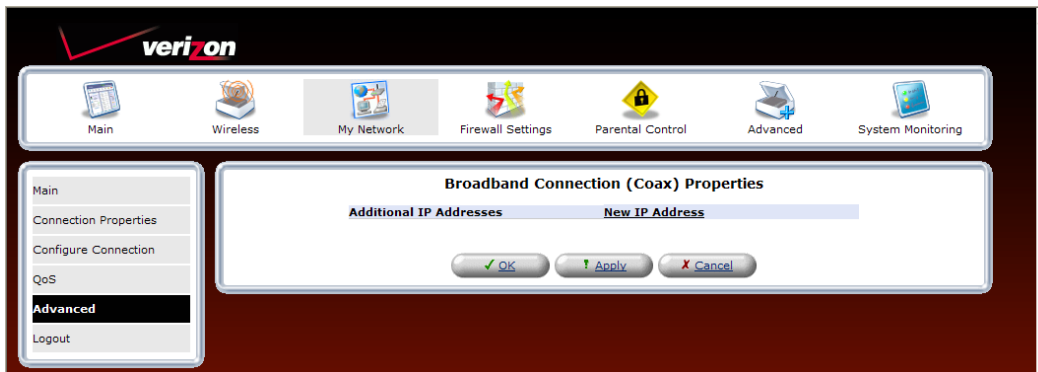 verizon
Main Wireless My Network Firewall Settings Parental Control Advanced System Monitoring
Main
Connection Properties
Configure Connection
QoS
Advanced
Logout
Broadband Connection (Coax) Properties
Additional IP Addresses New IP Address
OK Apply Cancel